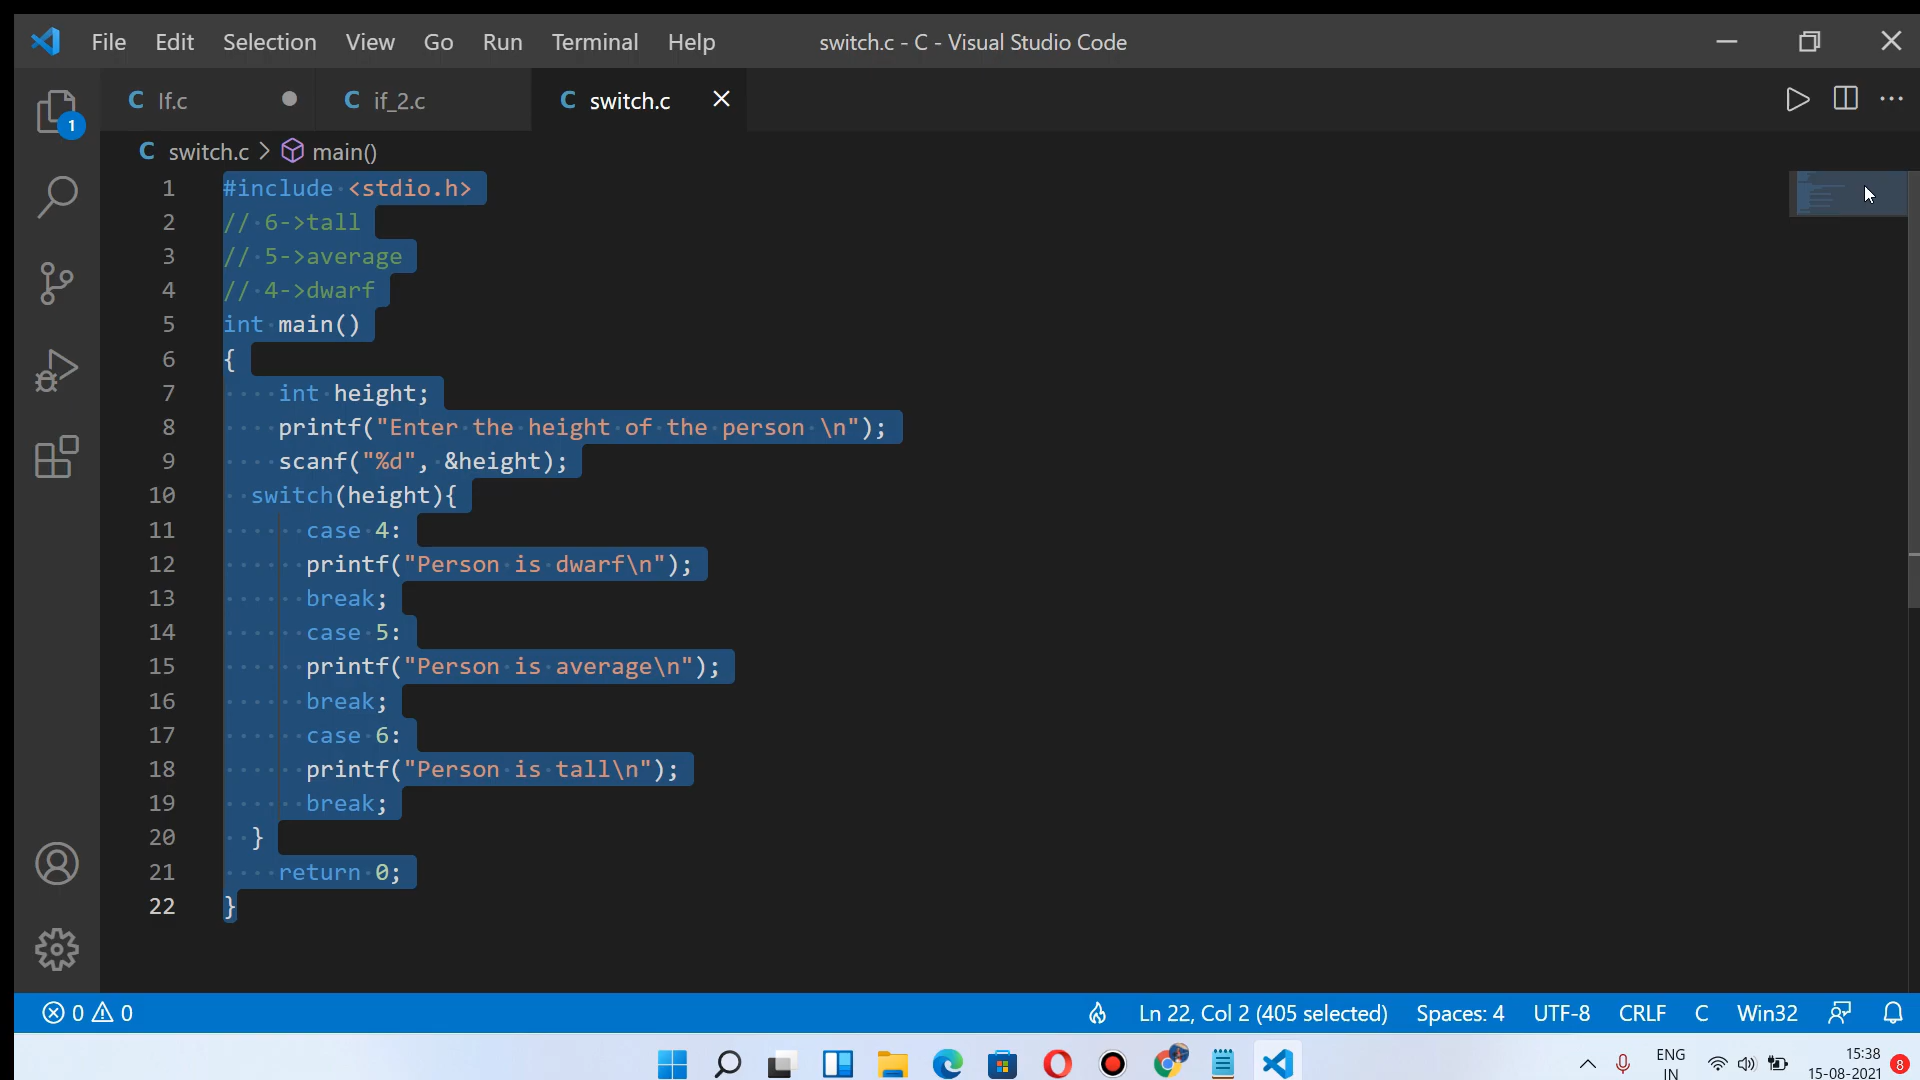 File Edit Selection View Go Run Terminal Help switch.c - C - Visual Studio Code
C If.c C if_2.c C switch.c
C switch.c > main()
1 #include <stdio.h>
2 // 6->tall
3 // 5->average
4 // 4->dwarf
5 int main()
6 {
7 int height;
8 printf("Enter the height of the person \n");
9 scanf("%d", &height);
10 switch(height){
11 case 4:
12 printf("Person is dwarf\n");
13 break;
14 case 5:
15 printf("Person is average\n");
16 break;
17 case 6:
18 printf("Person is tall\n");
19 break;
20 }
21 return 0;
22 }
1
0 0 Ln 22, Col 2 (405 selected) Spaces: 4 UTF-8 CRLF C Win32
ENG
IN
15:38
15-08-2021
8